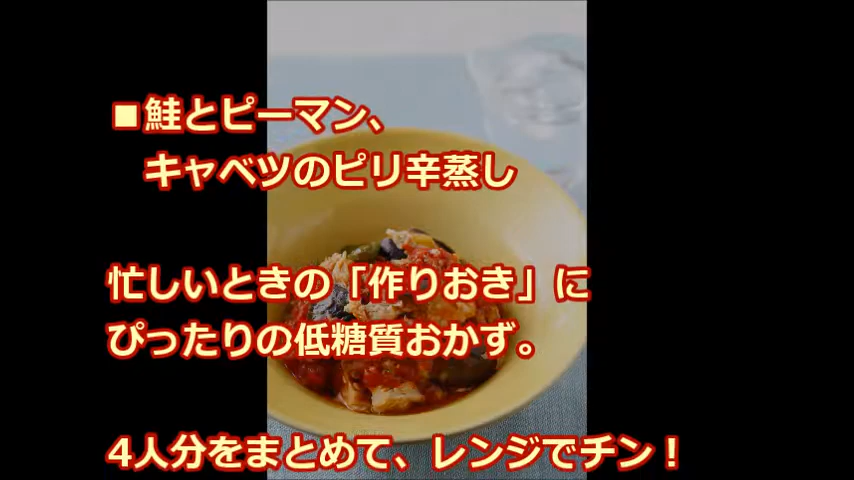 ■鮭とピーマン、
キャベツのピリ辛蒸し
忙しいときの「作りおき」に
ぴったりの低糖質おかず。
4人分をまとめて、レンジでチン！